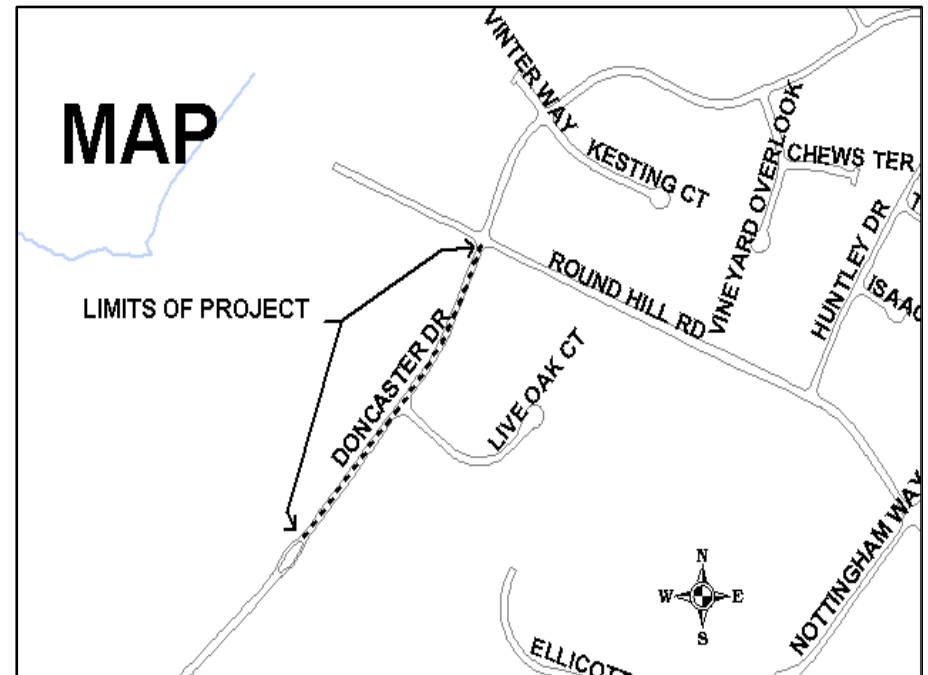 MAP
VINTER WAY
KESTING CT
VINEYARD OVERLOOK
CHEWS TER
HUNTLEY DR
T
ISAAC
ROUND HILL RD
LIMITS OF PROJECT
DONCASTER DR
LIVE OAK CT
NOTTINGHAM WAY
N
W E
S
ELLICOTT